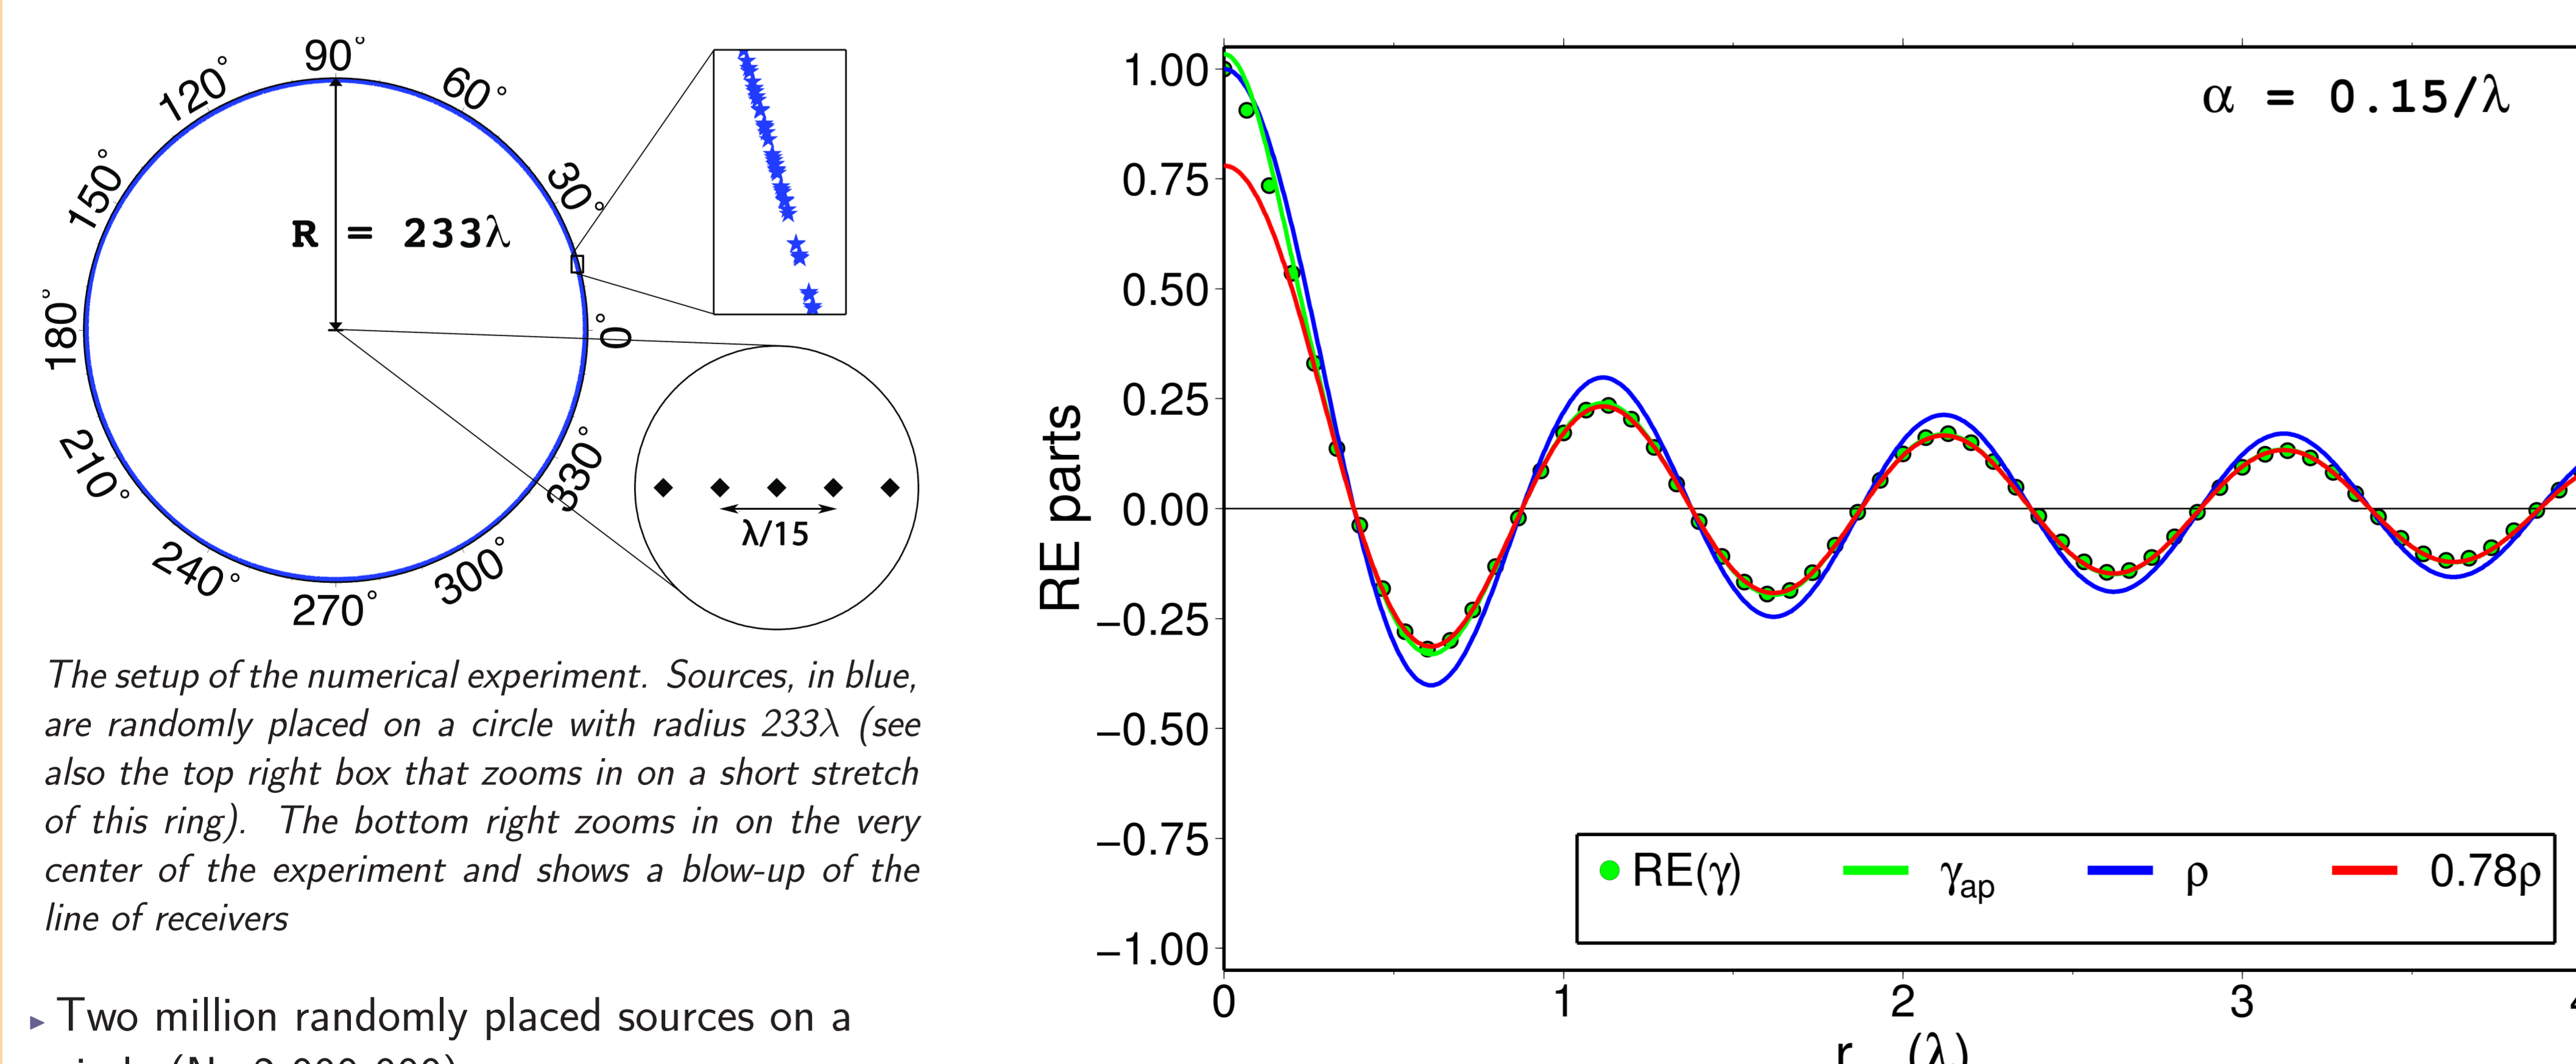 90°
60°
30°
0°
330°
300°
270°
240°
210°
180°
150°
120°
R = 233λ
λ/15
The setup of the numerical experiment. Sources, in blue,
are randomly placed on a circle with radius 233λ (see
also the top right box that zooms in on a short stretch
of this ring). The bottom right zooms in on the very
center of the experiment and shows a blow-up of the
line of receivers
▸ Two million randomly placed sources on a
α = 0.15/λ
RE parts
1.00
0.75
0.50
0.25
0.00
−0.25
−0.50
−0.75
−1.00
RE(γ) γap ρ 0.78ρ
0 1 2 3
r (λ)